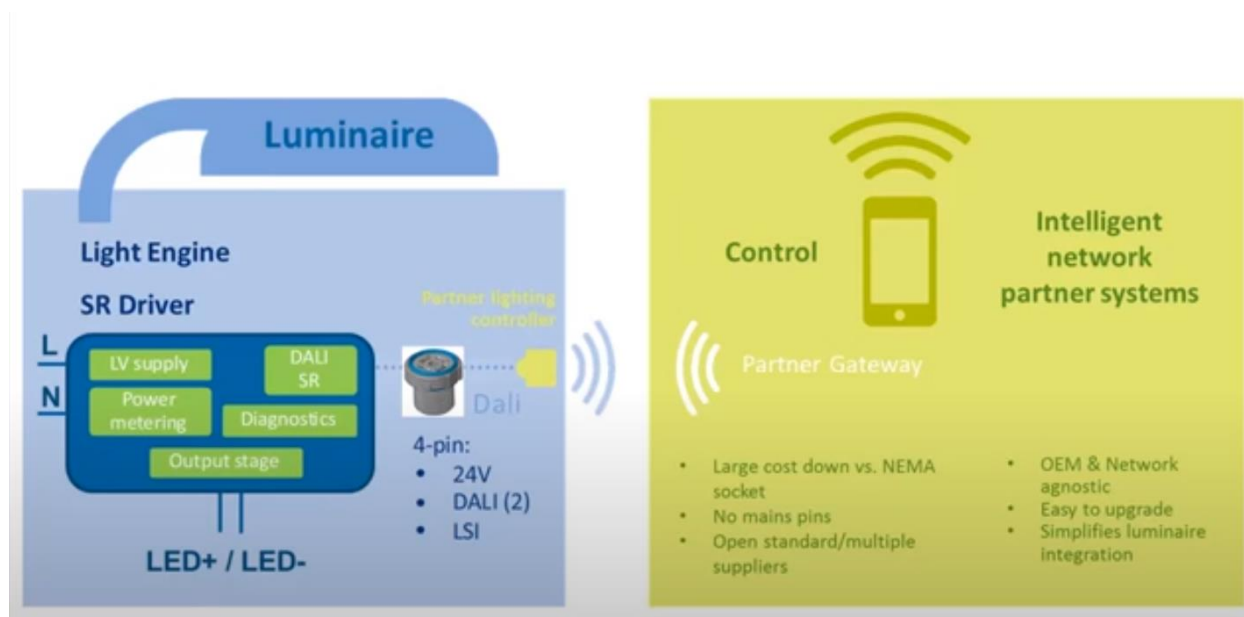 Luminaire
Light Engine
SR Driver
Partner lighting
controller
L
N
LV supply
DALI
SR
Power
metering
Diagnostics
Output stage
Dali
4-pin:
• 24V
• DALI (2)
• LSI
LED+ / LED-
Control
Intelligent
network
partner systems
Partner Gateway
• Large cost down vs. NEMA
socket
• No mains pins
• Open standard/multiple
suppliers
• OEM & Network
agnostic
• Easy to upgrade
• Simplifies luminaire
integration